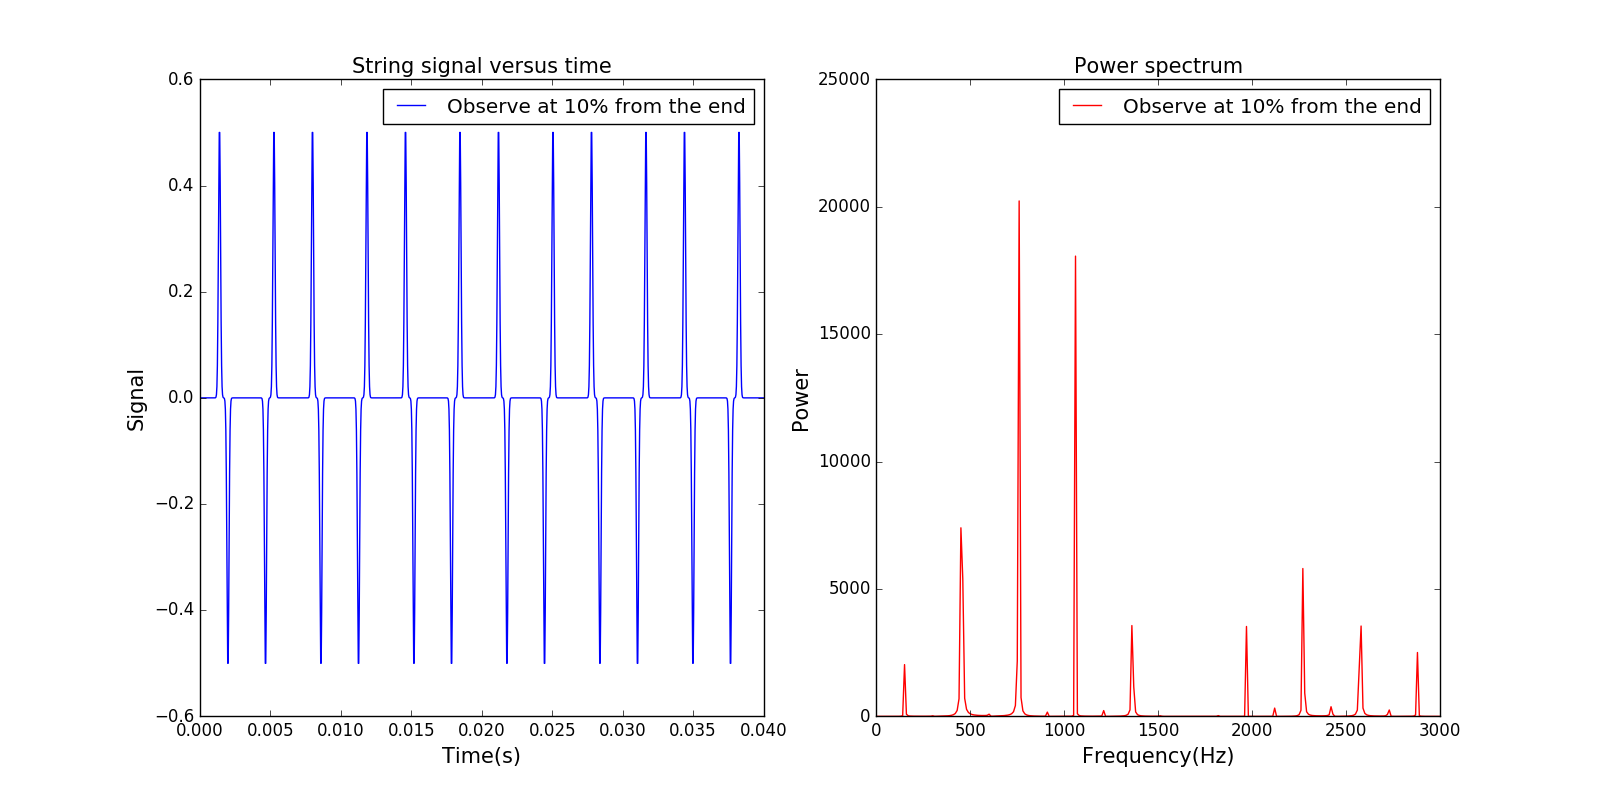 String signal versus time
Observe at 10% from the end
0.6
0.4
0.2
0.0
−0.2
−0.4
−0.6
Signal
0.000 0.005 0.010 0.015 0.020 0.025 0.030 0.035 0.040
Time(s)
Power spectrum
Observe at 10% from the end
25000
20000
15000
10000
5000
0
Power
0 500 1000 1500 2000 2500 3000
Frequency(Hz)